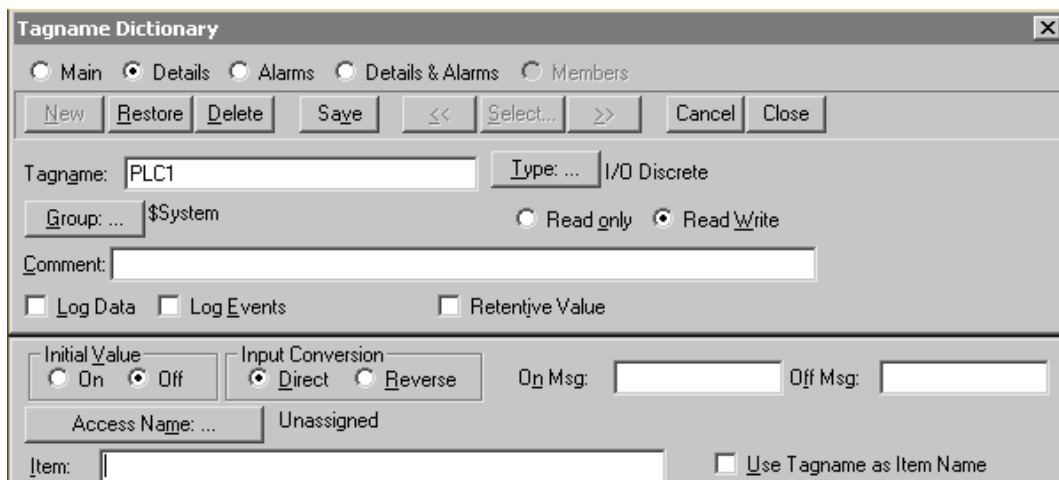 Tagname Dictionary
Main Details Alarms Details & Alarms Members
New Restore Delete Save << Select... >> Cancel Close
Tagname: PLC1 Type: ... I/O Discrete
Group: ... $System Read only Read Write
Comment:
Log Data Log Events Retentive Value
Initial Value Input Conversion
On Off Direct Reverse On Msg: Off Msg:
Access Name: ... Unassigned
Item: Use Tagname as Item Name